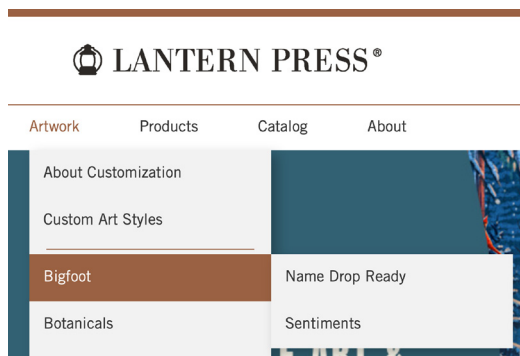 LANTERN PRESS®
Artwork Products Catalog About
About Customization
Custom Art Styles
Bigfoot Name Drop Ready
Botanicals Sentiments